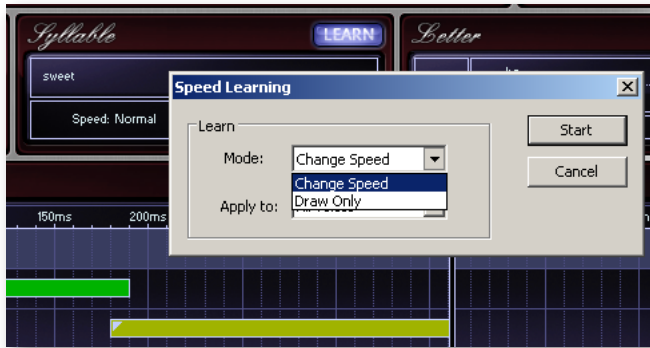 Syllable
LEARN
Letter
sweet
Speed Learning
Speed: Normal
Learn
Mode:
Change Speed
Start
Change Speed
Draw Only
Cancel
Apply to:
150ms
200ms